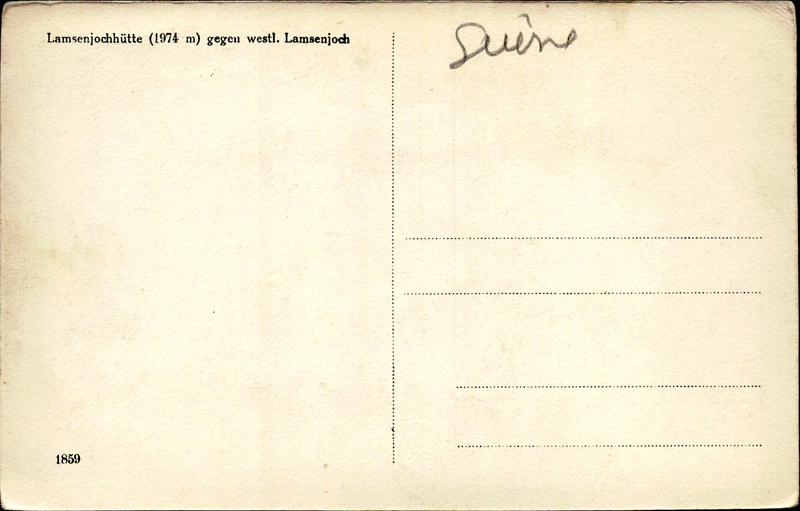 Lamsenjochhütte (1974 m) gegen westl. Lamsenjoch
1859